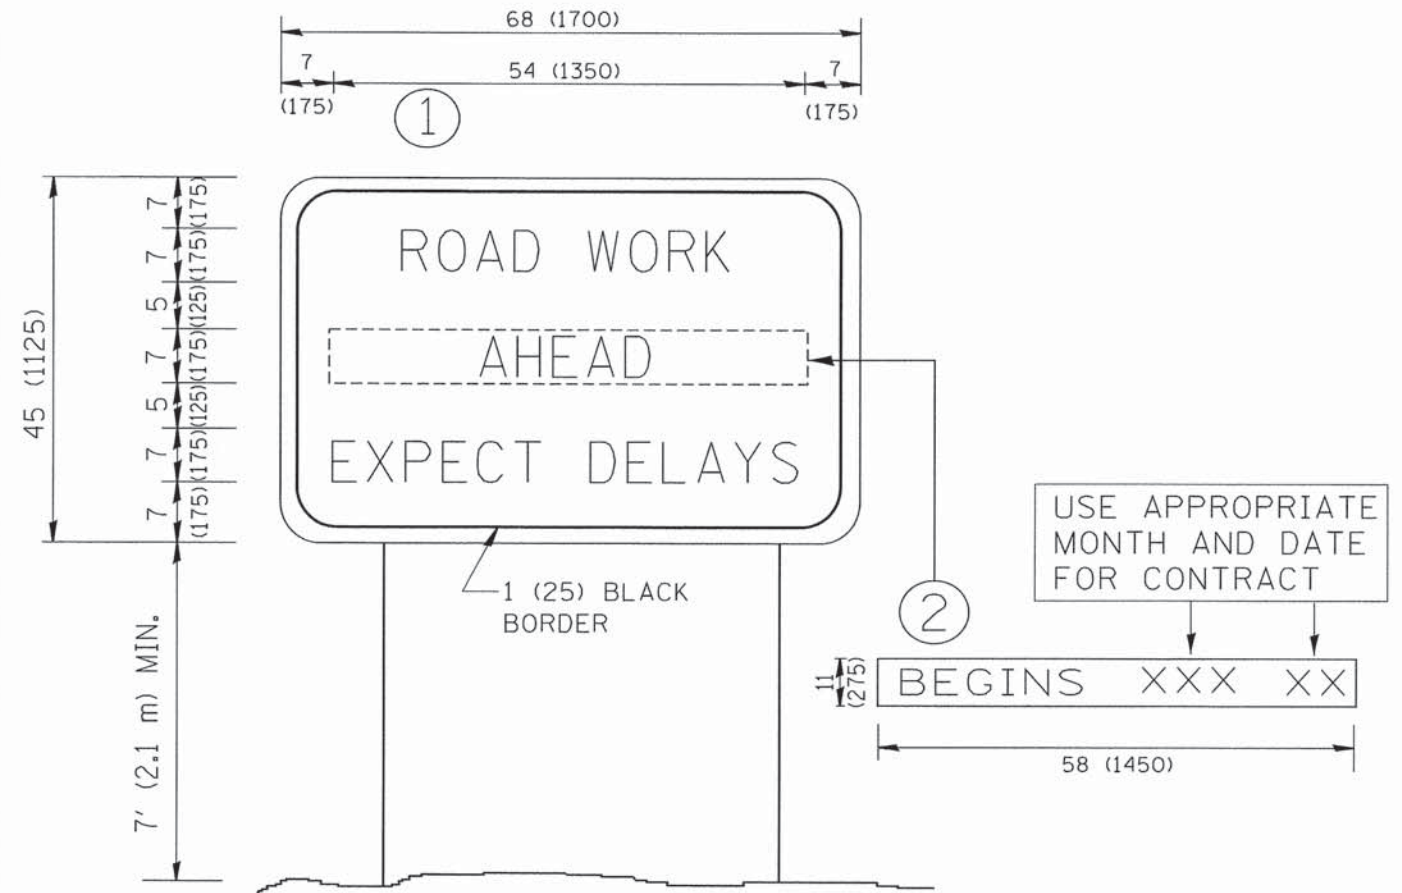 68 (1700)
7
54 (1350)
7
(175)
(175)
1
45 (1125)
7
(175)
7
(175)
5
(125)
7
(175)
5
(125)
7
(175)
7
(175)
ROAD WORK
AHEAD
EXPECT DELAYS
1 (25) BLACK
BORDER
7' (2.1 m) MIN.
2
USE APPROPRIATE
MONTH AND DATE
FOR CONTRACT
11
(275)
BEGINS XXX XX
58 (1450)